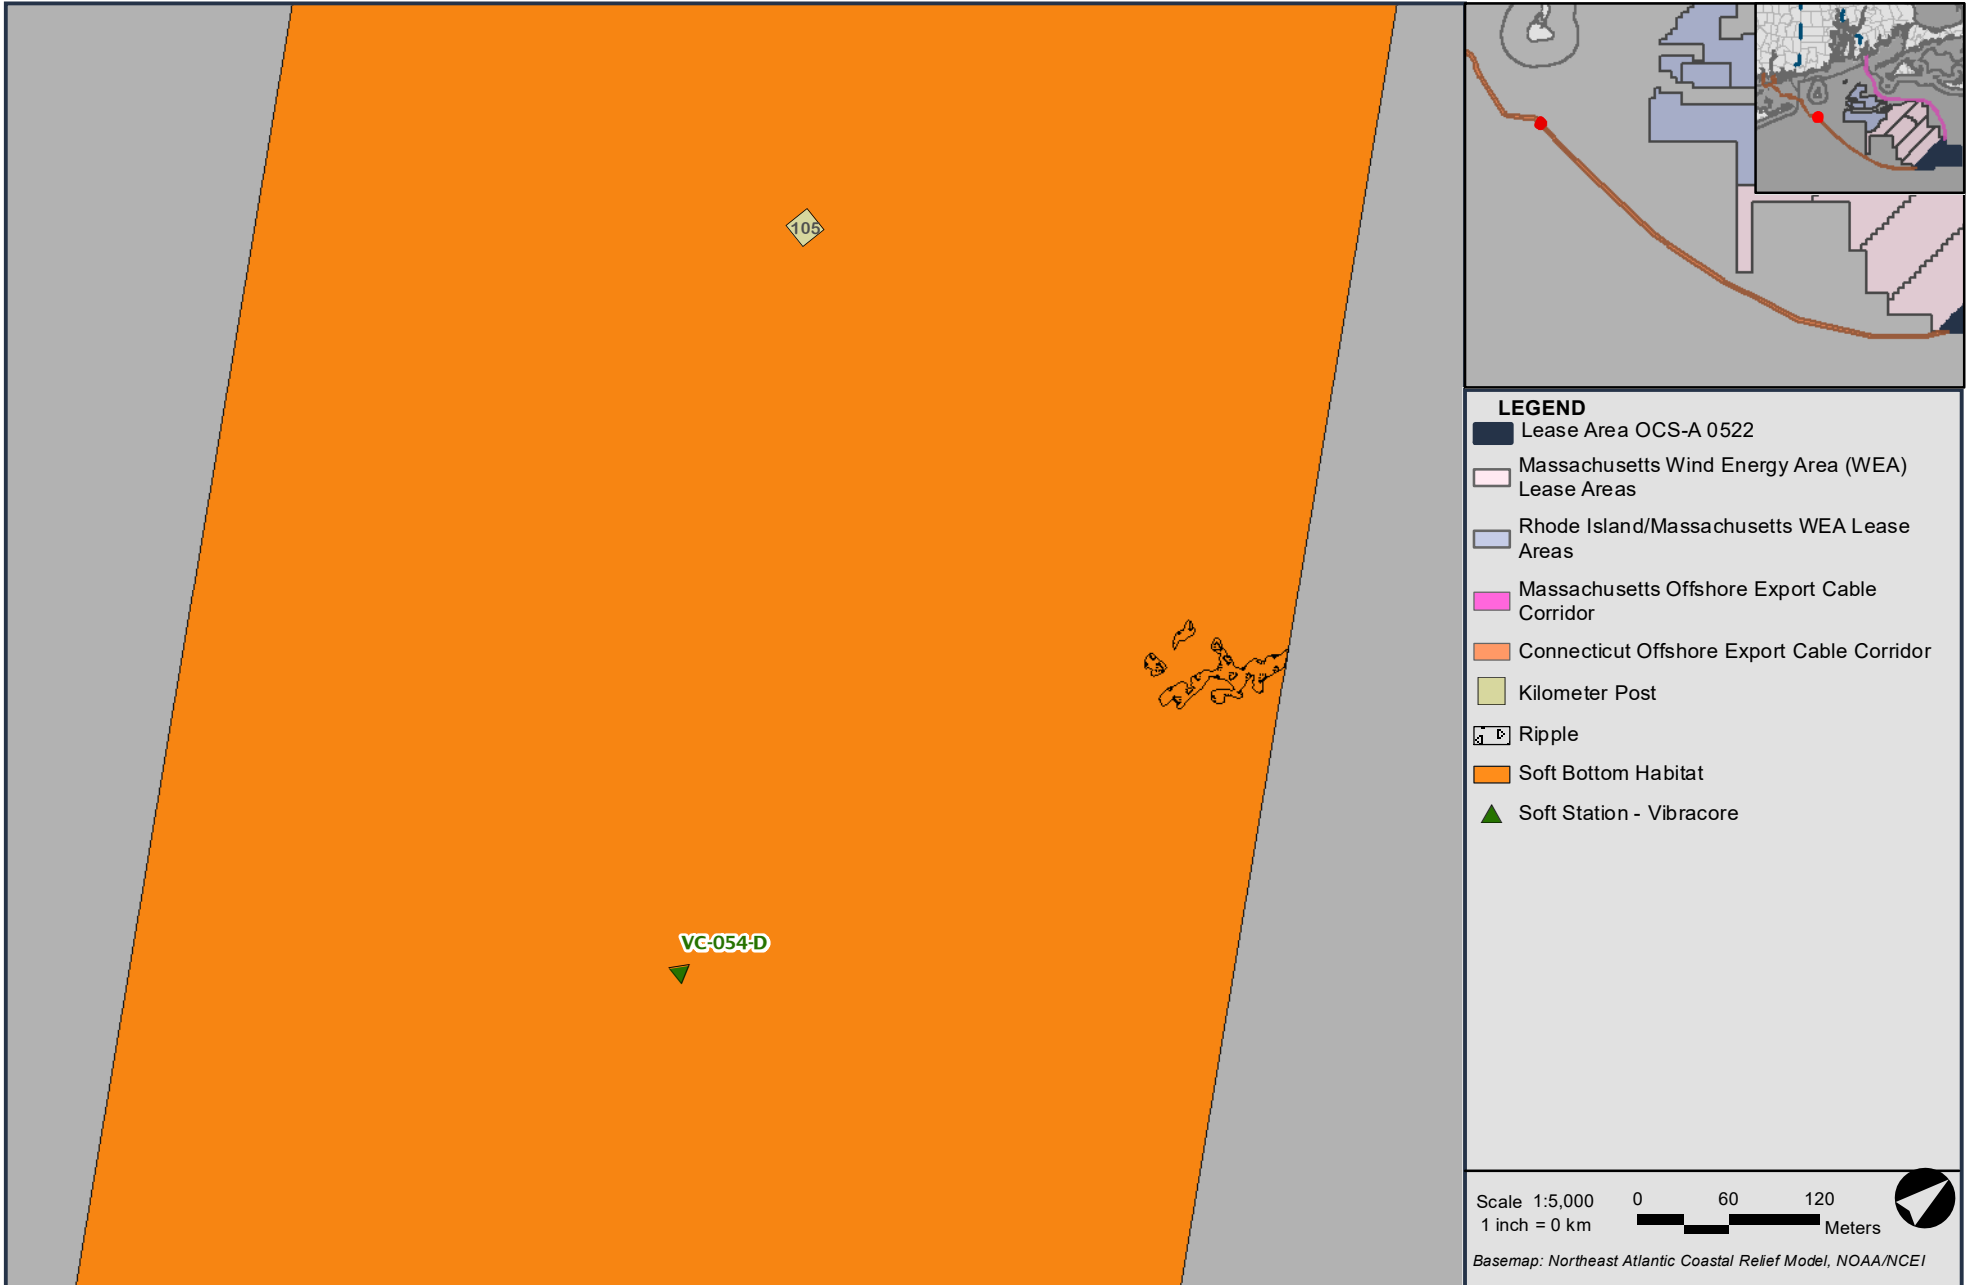 105
VC-054-D
LEGEND
Lease Area OCS-A 0522
Massachusetts Wind Energy Area (WEA)
Lease Areas
Rhode Island/Massachusetts WEA Lease
Areas
Massachusetts Offshore Export Cable
Corridor
Connecticut Offshore Export Cable Corridor
Kilometer Post
Ripple
Soft Bottom Habitat
Soft Station - Vibracore
Scale 1:5,000
1 inch = 0 km
0 60 120
Meters
Basemap: Northeast Atlantic Coastal Relief Model, NOAA/NCEI